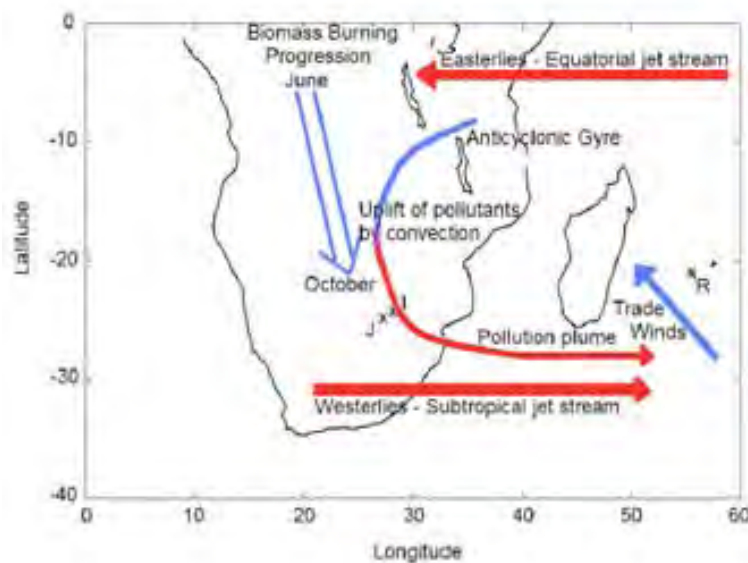 0
Biomass Burning
Progression
June
Easterlies - Equatorial jet stream
-10
Anticyclonic Gyre
Uplift of pollutants
by convection
-20
October
R
Trade
Winds
J
I
Pollution plume
-30
Westerlies - Subtropical jet stream
-40
0 10 20 30 40 50 60
Latitude
Longitude